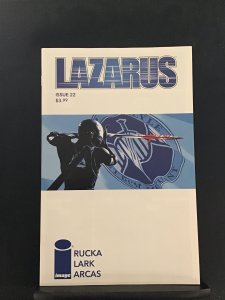 LAZARUS
ISSUE 22
$3.99
RUCKA
LARK
ARCAS
image